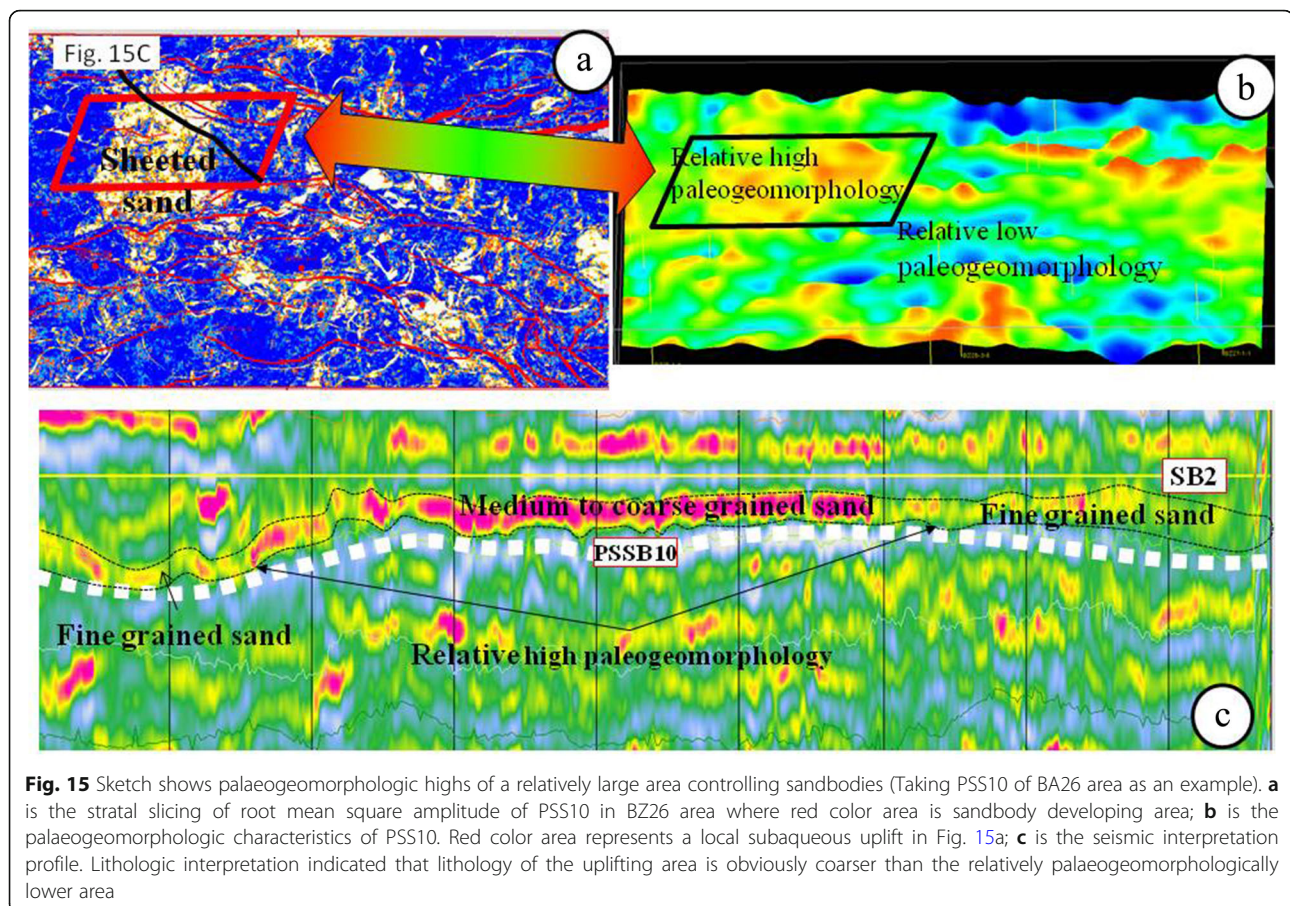 Fig. 15C
a
Sheeted
sand
b
Relative high
paleogeomorphology
Relative low
paleogeomorphology
SB2
Medium to coarse grained sand
Fine grained sand
PSSB10
Fine grained sand
Relative high paleogeomorphology
c
Fig. 15 Sketch shows palaeogeomorphologic highs of a relatively large area controlling sandbodies (Taking PSS10 of BA26 area as an example). a
is the stratal slicing of root mean square amplitude of PSS10 in BZ26 area where red color area is sandbody developing area; b is the
palaeogeomorphologic characteristics of PSS10. Red color area represents a local subaqueous uplift in Fig. 15a; c is the seismic interpretation
profile. Lithologic interpretation indicated that lithology of the uplifting area is obviously coarser than the relatively palaeogeomorphologically
lower area